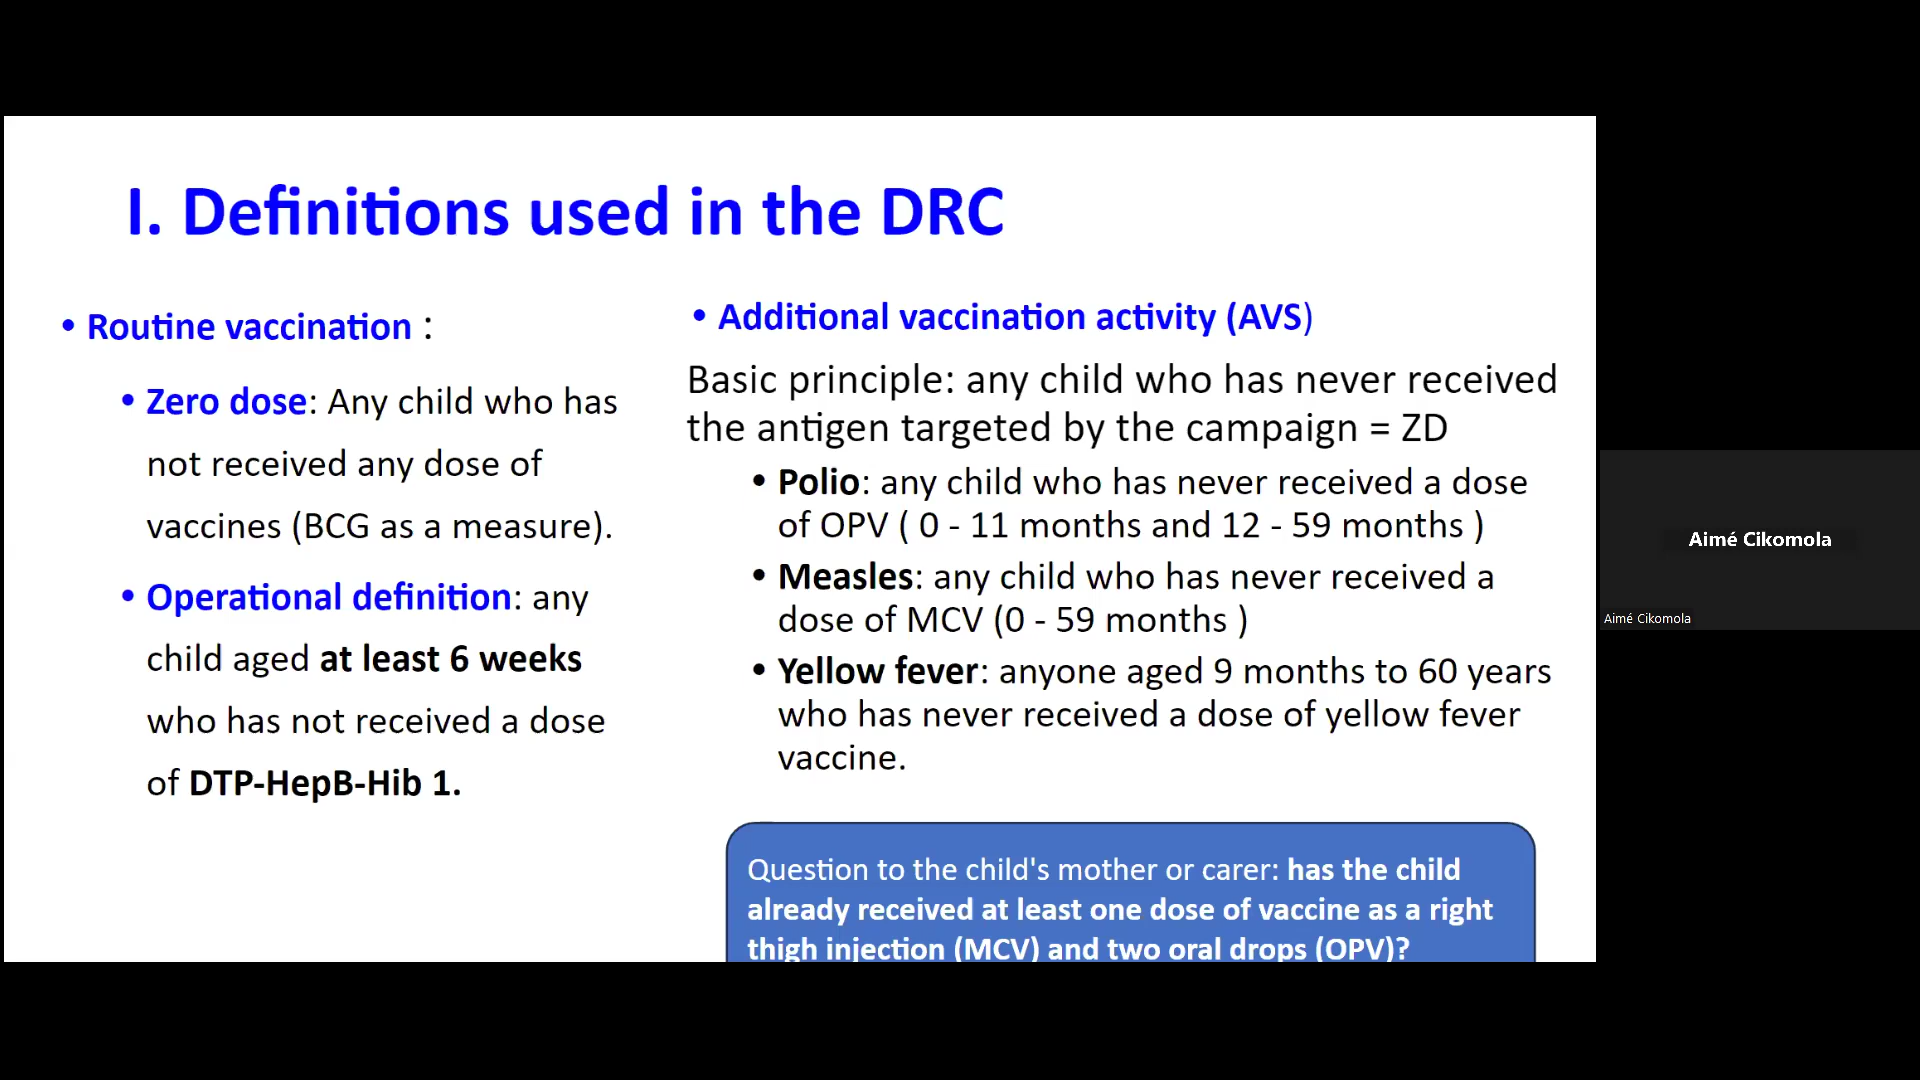 I. Definitions used in the DRC
• Routine vaccination :
• Zero dose: Any child who has
not received any dose of
vaccines (BCG as a measure).
• Operational definition: any
child aged at least 6 weeks
who has not received a dose
of DTP-HepB-Hib 1.
• Additional vaccination activity (AVS)
Basic principle: any child who has never received
the antigen targeted by the campaign = ZD
• Polio: any child who has never received a dose
of OPV ( 0 - 11 months and 12 - 59 months )
• Measles: any child who has never received a
dose of MCV (0 - 59 months )
• Yellow fever: anyone aged 9 months to 60 years
who has never received a dose of yellow fever
vaccine.
Question to the child's mother or carer: has the child
already received at least one dose of vaccine as a right
thigh injection (MCV) and two oral drops (OPV)?
Aimé Cikomola
Aimé Cikomola